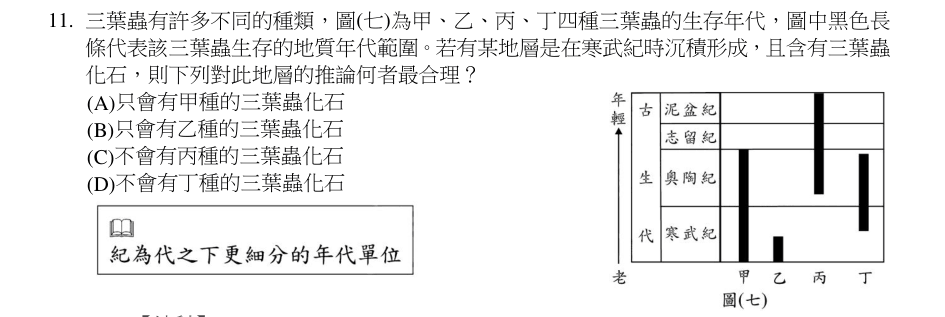 11. 三葉蟲有許多不同的種類，圖(七)為甲、乙、丙、丁四種三葉蟲的生存年代，圖中黑色長
條代表該三葉蟲生存的地質年代範圍。若有某地層是在寒武紀時沉積形成，且含有三葉蟲
化石，則下列對此地層的推論何者最合理？
(A)只會有甲種的三葉蟲化石
(B)只會有乙種的三葉蟲化石
(C)不會有丙種的三葉蟲化石
(D)不會有丁種的三葉蟲化石
紀為代之下更細分的年代單位
年輕
老
古生代
泥盆紀
志留紀
奧陶紀
寒武紀
甲 乙 丙 丁
圖(七)